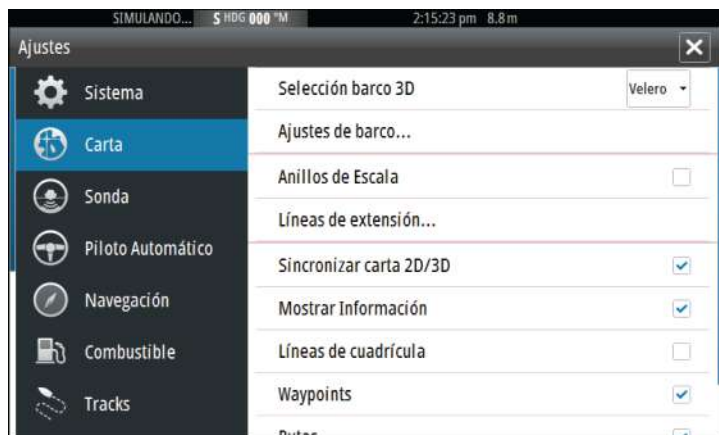 SIMULANDO... S HDG 000 °M 2:15:23 pm 8.8 m
Ajustes
Sistema
Carta
Sonda
Piloto Automático
Navegación
Combustible
Tracks
Selección barco 3D Velero
Ajustes de barco...
Anillos de Escala
Líneas de extensión...
Sincronizar carta 2D/3D
Mostrar Información
Líneas de cuadrícula
Waypoints